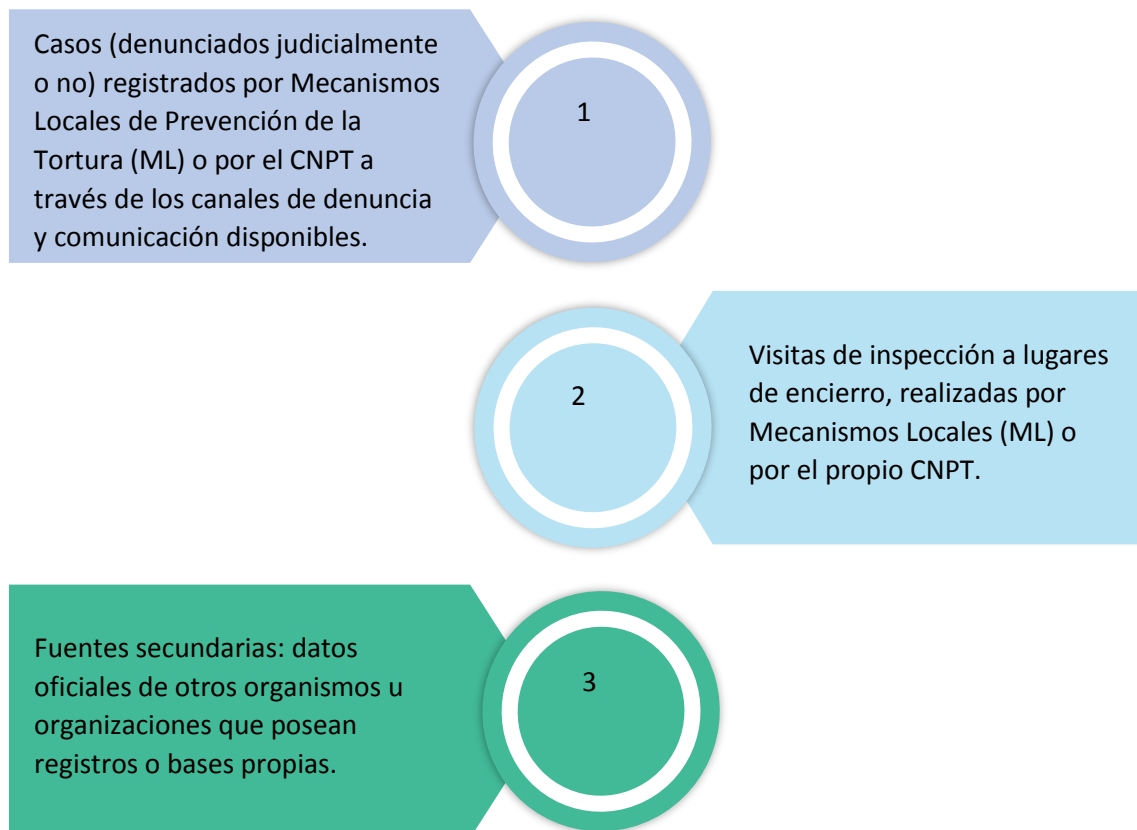 Casos (denunciados judicialmente
o no) registrados por Mecanismos
Locales de Prevención de la
Tortura (ML) o por el CNPT a
través de los canales de denuncia
y comunicación disponibles.
1
2
Visitas de inspección a lugares
de encierro, realizadas por
Mecanismos Locales (ML) o
por el propio CNPT.
Fuentes secundarias: datos
oficiales de otros organismos u
organizaciones que posean
registros o bases propias.
3